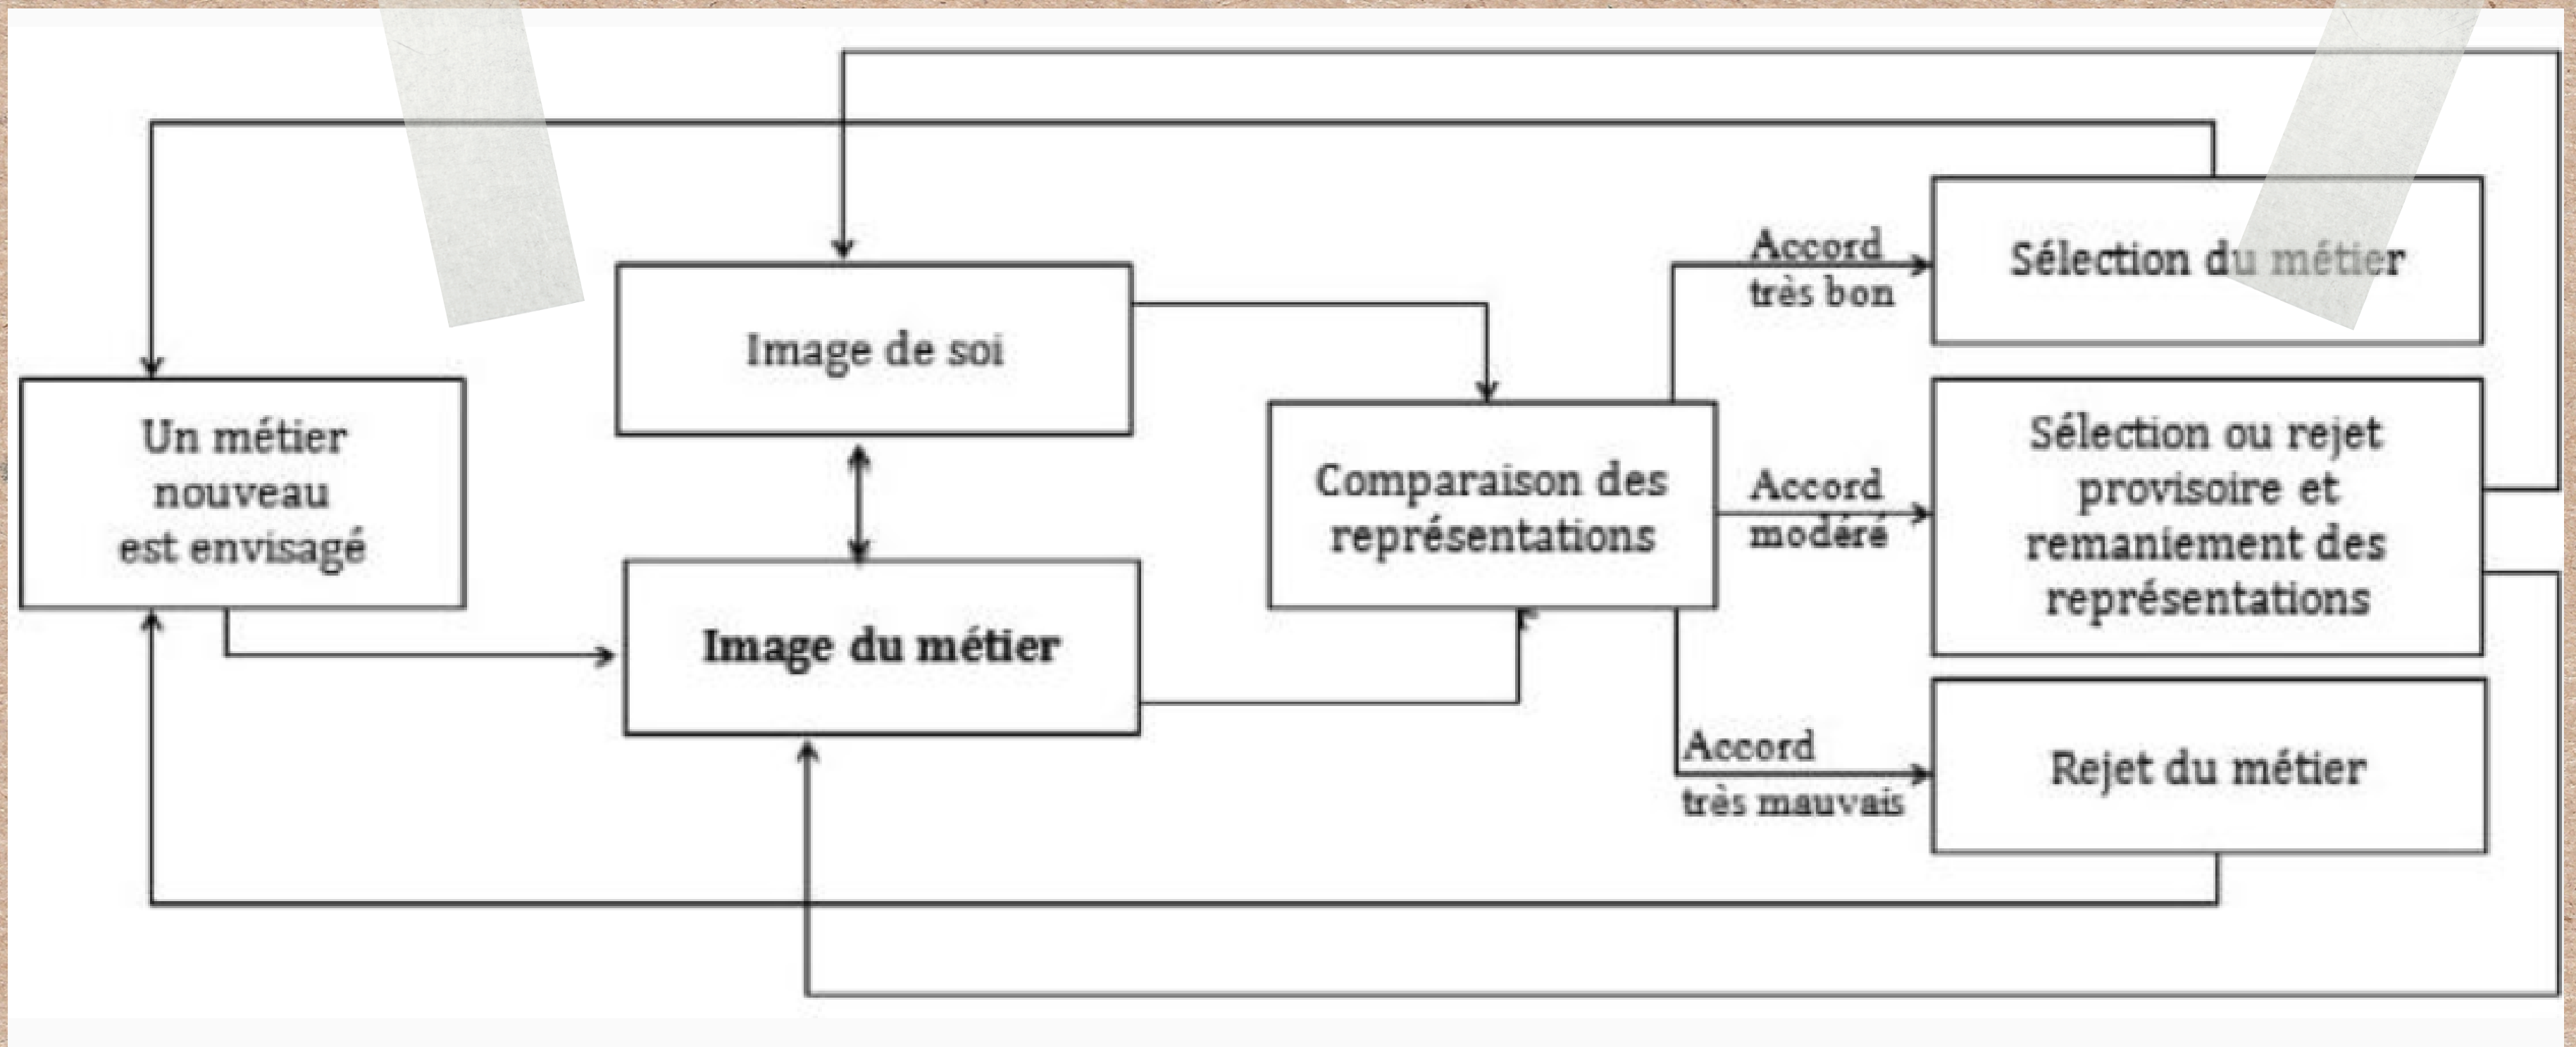 Un métier
nouveau
est envisagé
Image de soi
Image du métier
Comparaison des
représentations
Accord
très bon
Accord
modéré
Accord
très mauvais
Sélection du métier
Sélection ou rejet
provisoire et
remaniement des
représentations
Rejet du métier